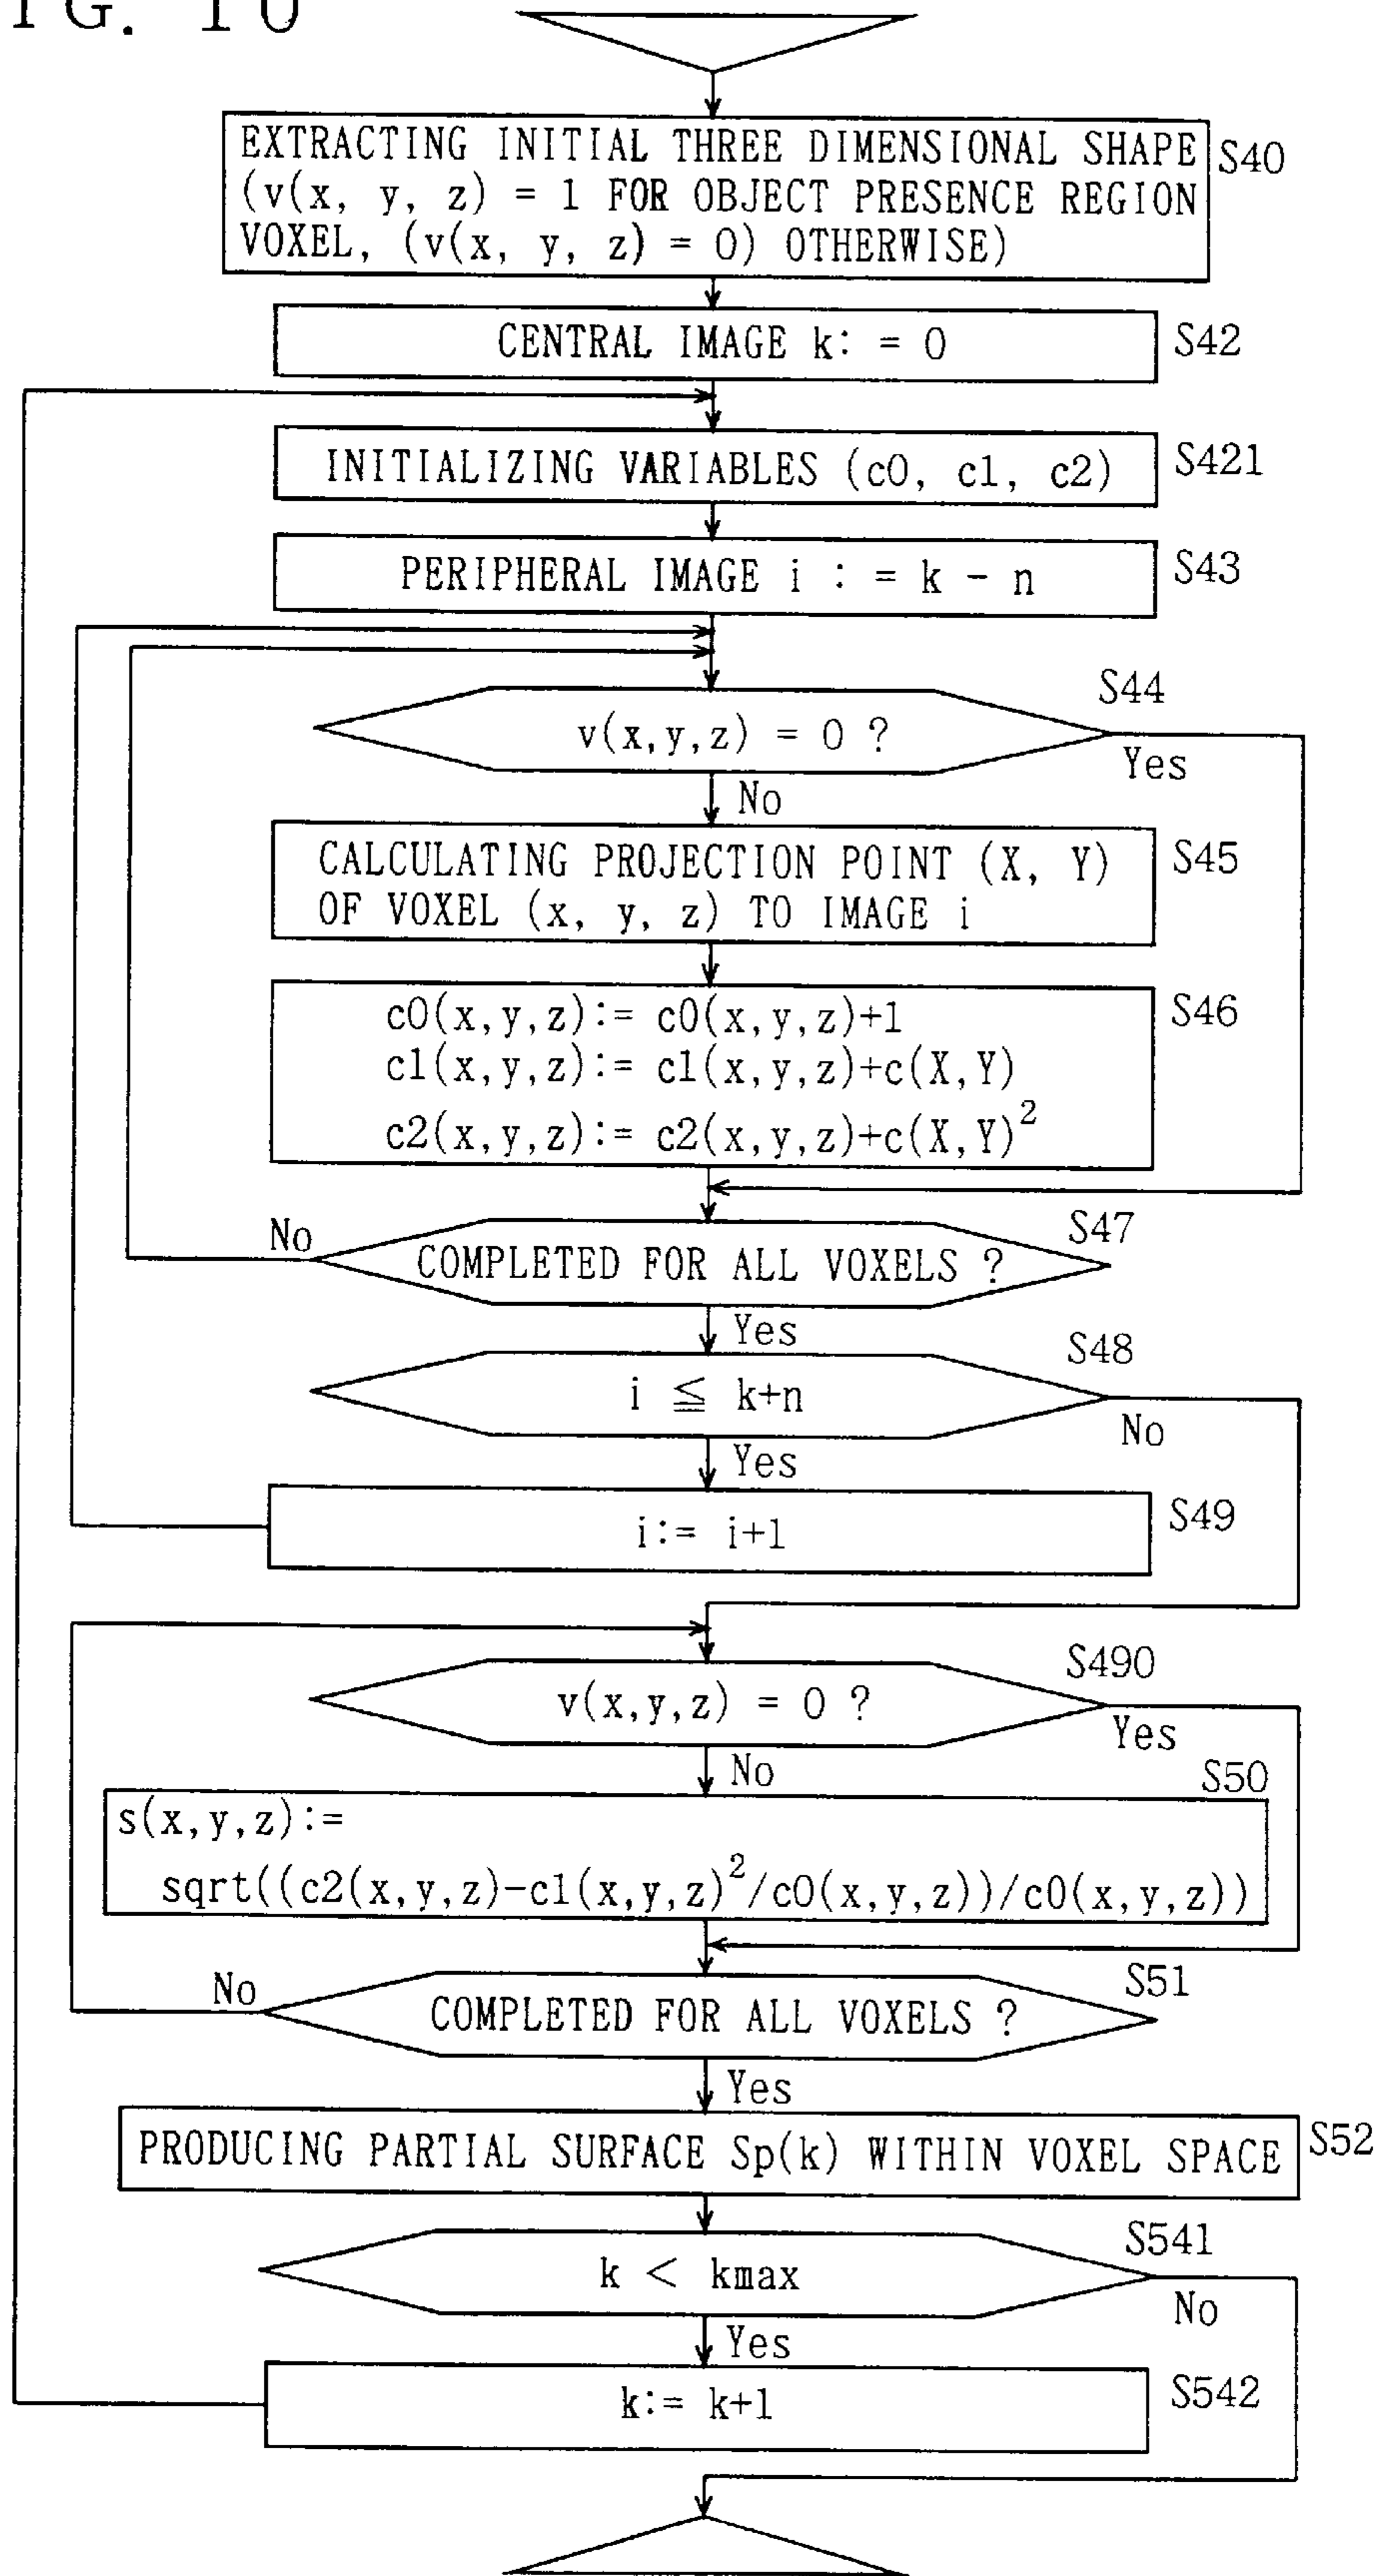 FIG. 10
EXTRACTING INITIAL THREE DIMENSIONAL SHAPE
(v(x, y, z) = 1 FOR OBJECT PRESENCE REGION
VOXEL, (v(x, y, z) = 0) OTHERWISE)
S40
CENTRAL IMAGE k: = 0
S42
INITIALIZING VARIABLES (c0, c1, c2)
S421
PERIPHERAL IMAGE i : = k - n
S43
S44
v(x,y,z) = 0 ?
Yes
No
CALCULATING PROJECTION POINT (X, Y)
OF VOXEL (x, y, z) TO IMAGE i
S45
c0(x,y,z):= c0(x,y,z)+1
c1(x,y,z):= c1(x,y,z)+c(X,Y)
c2(x,y,z):= c2(x,y,z)+c(X,Y)²
S46
S47
No
COMPLETED FOR ALL VOXELS ?
Yes
S48
i ≦ k+n
No
Yes
i:= i+1
S49
S490
v(x,y,z) = 0 ?
Yes
No
S50
s(x,y,z):=
sqrt((c2(x,y,z)-c1(x,y,z)²/c0(x,y,z))/c0(x,y,z))
S51
No
COMPLETED FOR ALL VOXELS ?
Yes
PRODUCING PARTIAL SURFACE Sp(k) WITHIN VOXEL SPACE
S52
S541
k < kmax
No
Yes
k:= k+1
S542